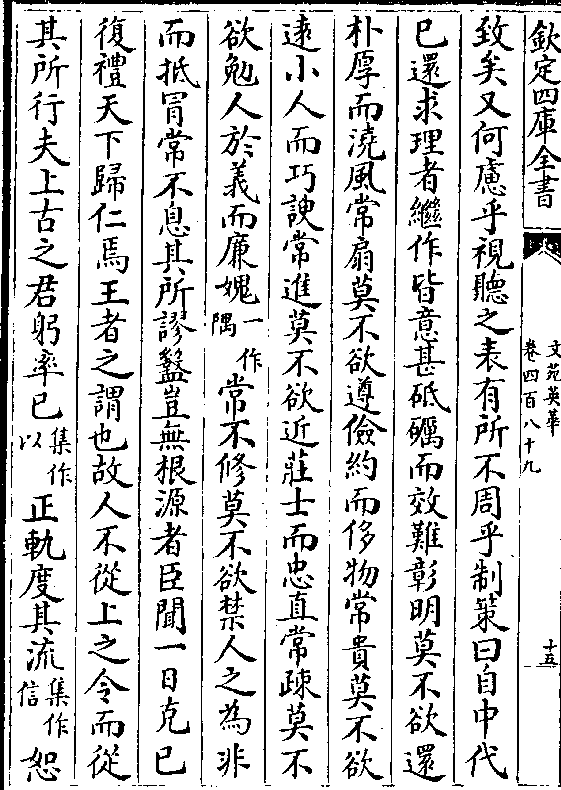 欽定四庫全書
文苑英華
卷四百八十九
十五
致矣又何慮乎視聽之表有所不周乎制策曰自中代
已還求理者繼作皆意甚砥礪而效難彰明莫不欲還
朴厚而澆風常扇莫不欲遵儉約而侈物常貴莫不欲
遠小人而巧諛常進莫不欲近莊士而忠直常疎莫不
欲勉人於義而廉媿一作隅常不修莫不欲禁人之為非
而抵冒常不息其所謬盭豈無根源者臣聞一日克已
復禮天下歸仁焉王者之謂也故人不從上之令而從
其所行夫上古之君躬率已集作以正軌度其流集作信恕